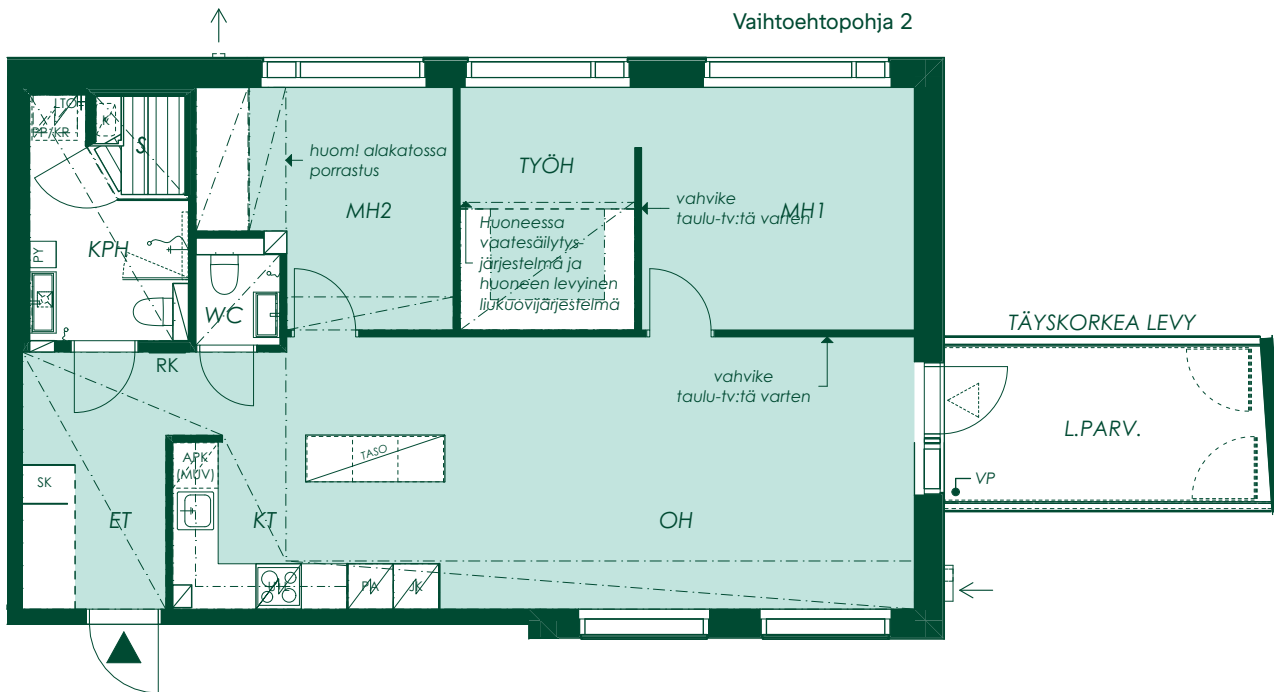 Vaihtoehtopohja 2
LTO
PP/KR
K
S
huom! alakatossa
porrastus
TYÖH
MH2
vahvike
taulu-tv:tä varten
MH1
Huoneessa
vaatesäilytys-
järjestelmä ja
huoneen levyinen
liukuovijärjestelmä
KPH
PY
WC
RK
TÄYSKORKEA LEVY
vahvike
taulu-tv:tä varten
L.PARV.
VP
APK
(MUV)
TASO
SK
ET
KT
OH
PA
JK